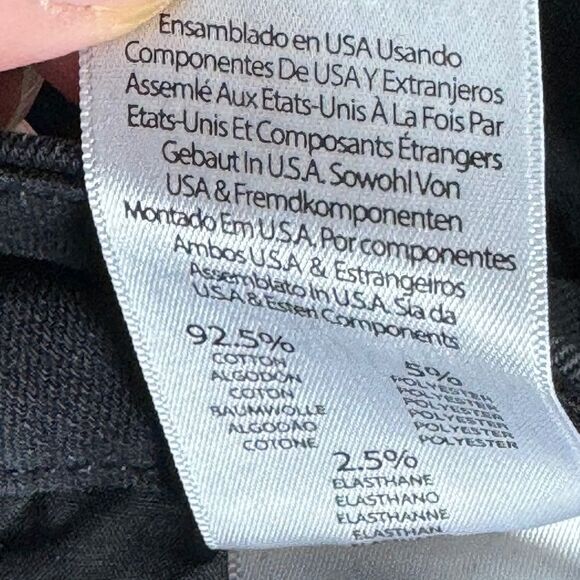 Ensamblado en USA Usando
Componentes De USA Y Extranjeros
Assemlé Aux Etats-Unis À La Fois Par
Etats-Unis Et Composants Étrangers
Gebaut In U.S.A. Sowohl Von
USA & Fremdkomponenten
Montado Em U.S.A. Por componentes
Ambos U.S.A & Estrangeiros
Assemblato In U.S.A. Sia da
U.S.A & Esteri Components
92.5%
COTTON
ALGODÓN
COTON
BAUMWOLLE
ALGODÃO
COTONE
5%
POLYESTER
POLYESTER
POLYESTER
POLYESTER
POLYESTER
POLYESTER
2.5%
ELASTHANE
ELASTHANO
ELASTHANNE
ELASTHAN